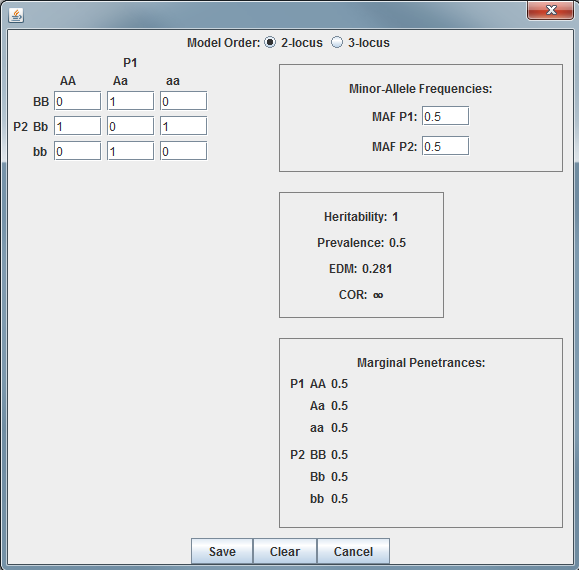 Model Order: 2-locus 3-locus
P1
AA Aa aa
BB 0 1 0
P2 Bb 1 0 1
bb 0 1 0
Minor-Allele Frequencies:
MAF P1: 0.5
MAF P2: 0.5
Heritability: 1
Prevalence: 0.5
EDM: 0.281
COR: ∞
Marginal Penetrances:
P1 AA 0.5
Aa 0.5
aa 0.5
P2 BB 0.5
Bb 0.5
bb 0.5
Save Clear Cancel